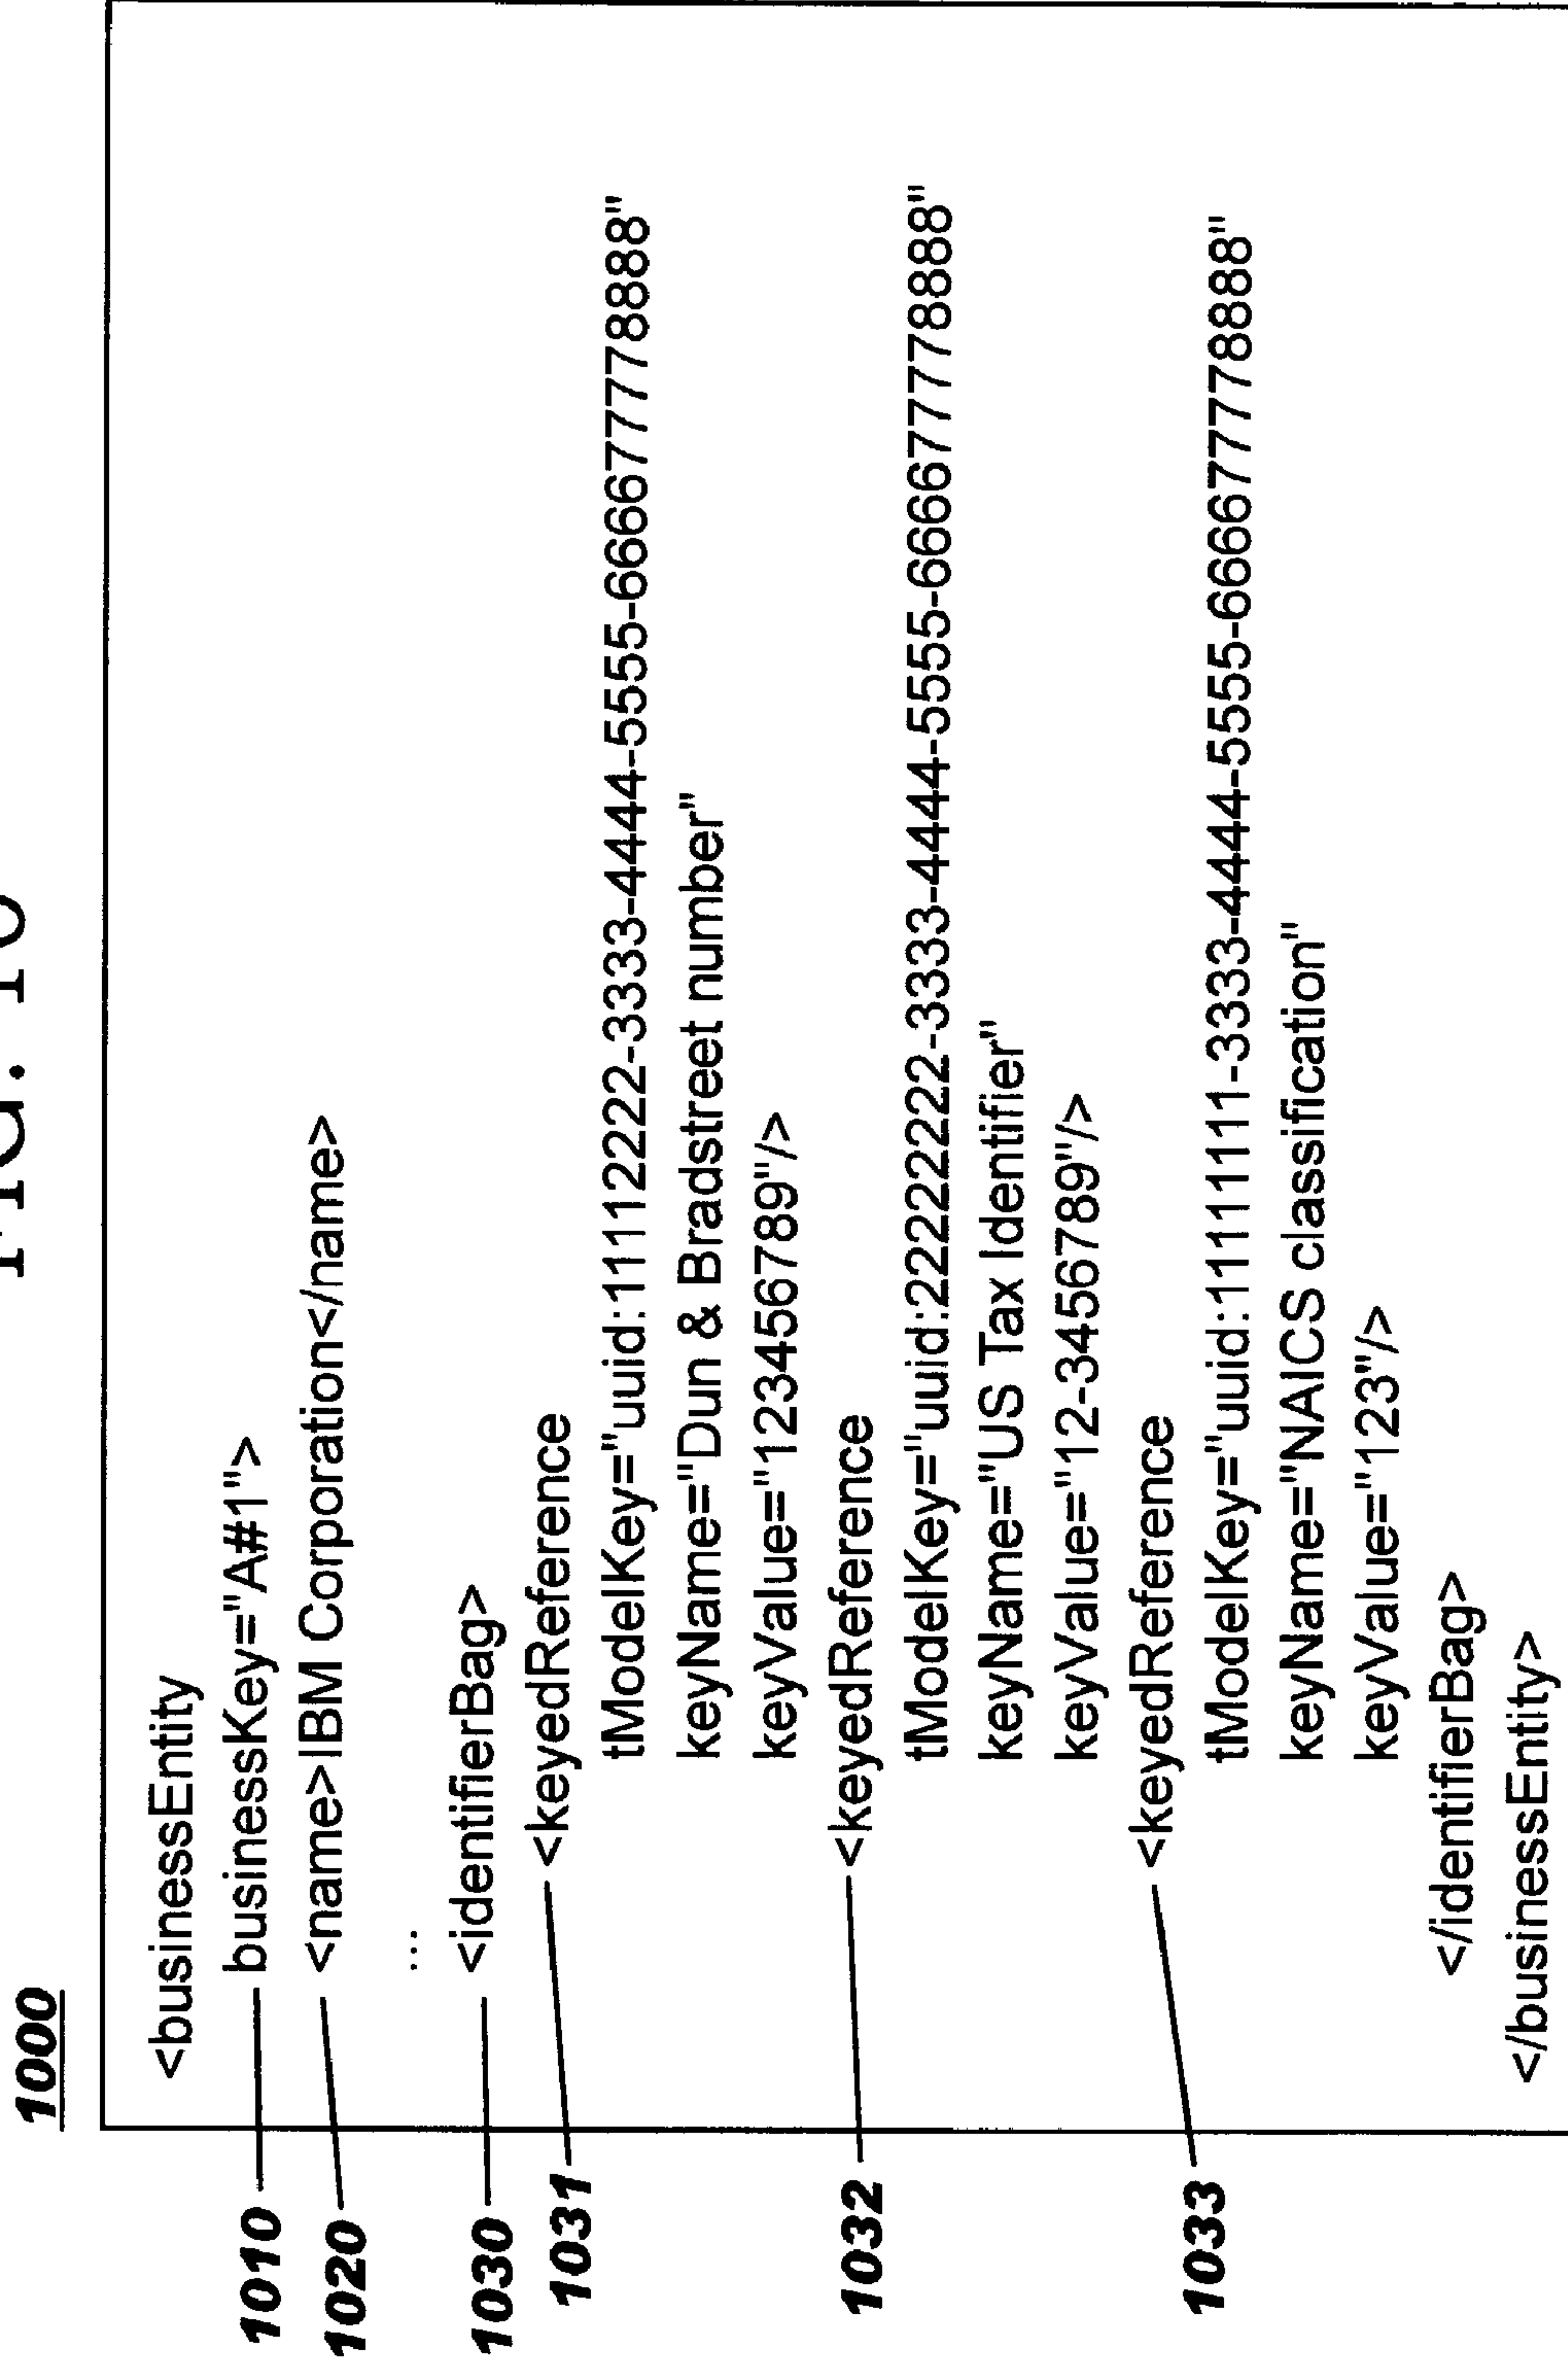 FIG. 10
1000
<businessEntity
1010 businessKey="A#1">
1020 <name>IBM Corporation</name>
...
1030 <identifierBag>
1031 <keyedReference
tModelKey="uuid:11112222-3333-4444-5555-666677778888"
keyName="Dun & Bradstreet number"
keyValue="123456789"/>
1032 <keyedReference
tModelKey="uuid:22222222-3333-4444-5555-666677778888"
keyName="US Tax Identifier"
keyValue="12-3456789"/>
1033 <keyedReference
tModelKey="uuid:11111111-3333-4444-5555-666677778888"
keyName="NAICS classification"
keyValue="123"/>
</identifierBag>
</businessEntity>